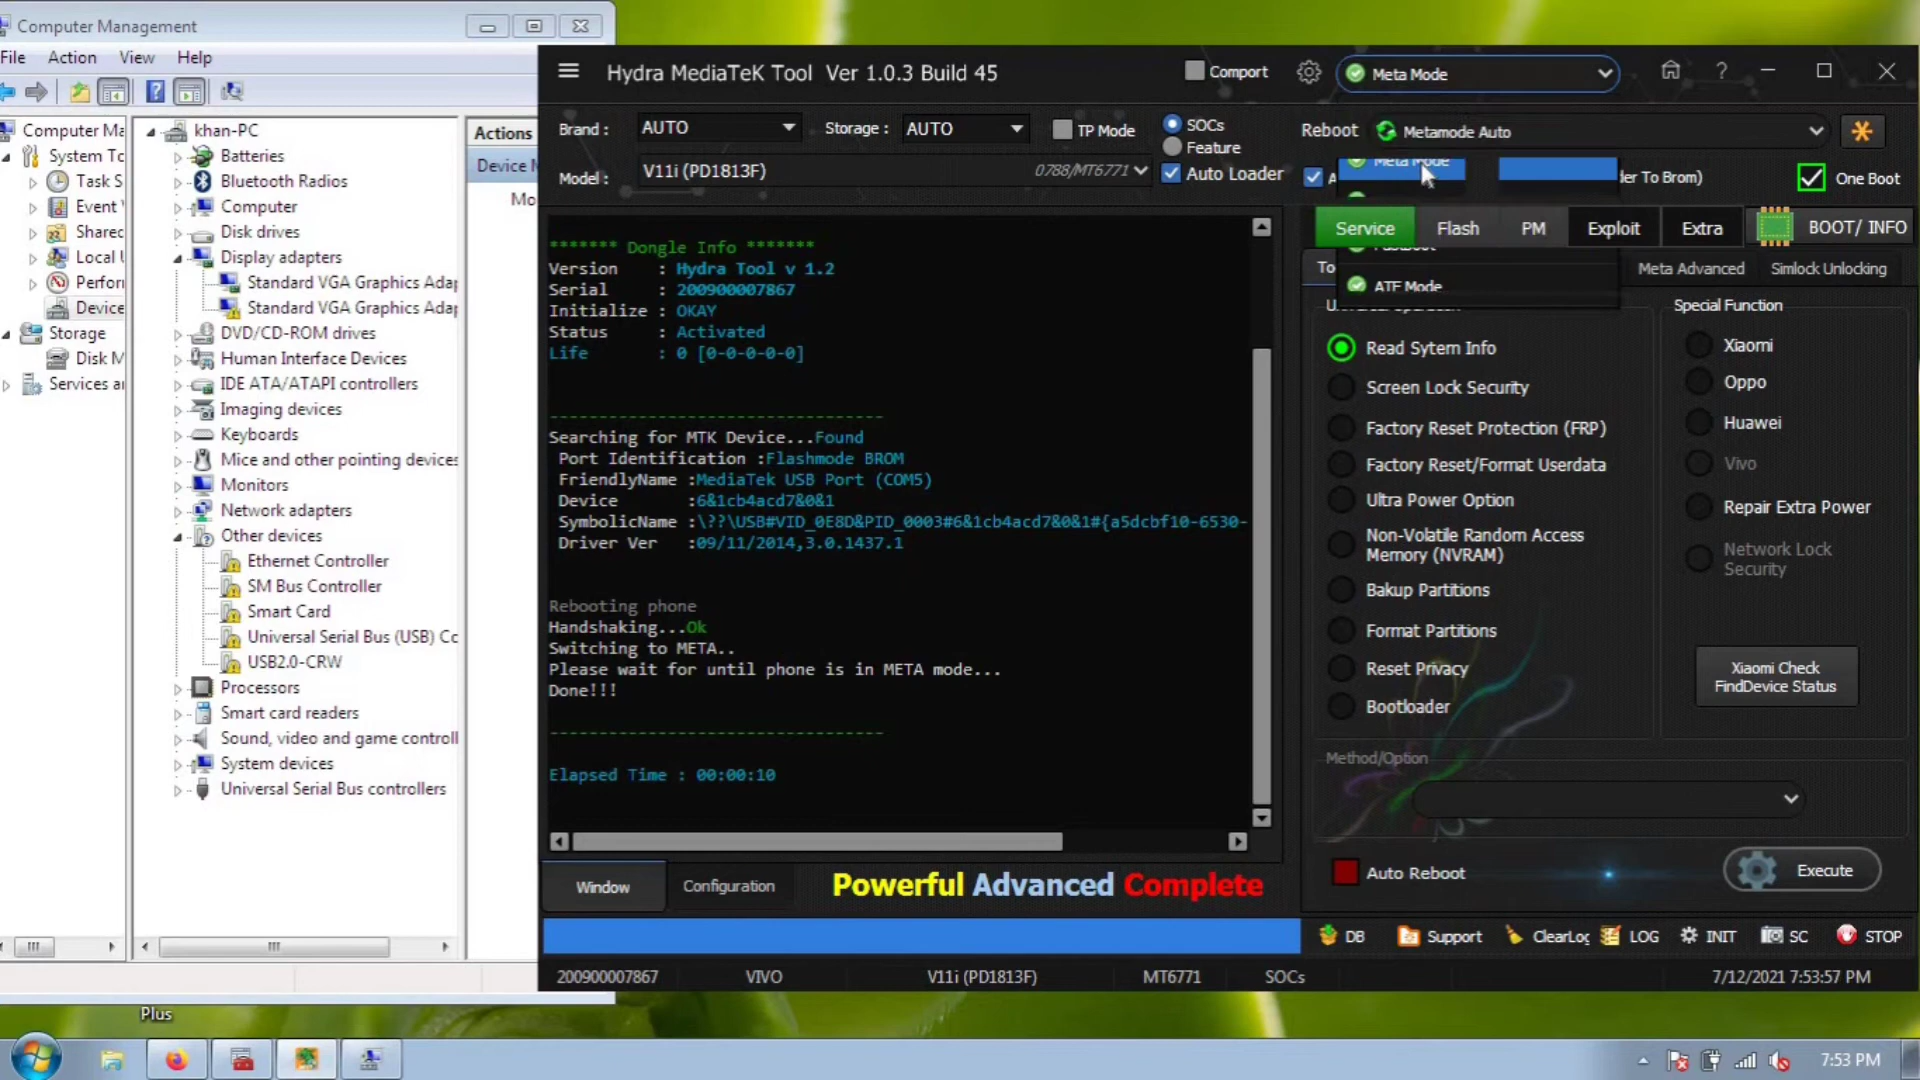 Computer Management
File Action View Help
Computer Ma
System To
Task S
Event
Shared
Local U
Perfor
Device
Storage
Disk M
Services a
khan-PC
Batteries
Bluetooth Radios
Computer
Disk drives
Display adapters
Standard VGA Graphics Adap
Standard VGA Graphics Adap
DVD/CD-ROM drives
Human Interface Devices
IDE ATA/ATAPI controllers
Imaging devices
Keyboards
Mice and other pointing devices
Monitors
Network adapters
Other devices
Ethernet Controller
SM Bus Controller
Smart Card
Universal Serial Bus (USB) Co
USB2.0-CRW
Processors
Smart card readers
Sound, video and game controll
System devices
Universal Serial Bus controllers
Actions
Device M
Mo
Hydra MediaTeK Tool Ver 1.0.3 Build 45
Comport
Meta Mode
Brand : AUTO
Storage : AUTO
TP Mode
SOCs
Feature
Reboot Metamode Auto
Model : V11i (PD1813F) 0788/MT6771
Auto Loader
A
Meta Mode
der To Brom)
One Boot
Service Flash PM Exploit Extra BOOT/ INFO
ATF Mode
Meta Advanced Simlock Unlocking
******* Dongle Info *******
Version : Hydra Tool v 1.2
Serial : 200900007867
Initialize : OKAY
Status : Activated
Life : 0 [0-0-0-0-0]
----------------------------------
Searching for MTK Device...Found
Port Identification :Flashmode BROM
FriendlyName :MediaTek USB Port (COM5)
Device :6&1cb4acd7&0&1
SymbolicName :\??\USB#VID_0E8D&PID_0003#6&1cb4acd7&0&1#{a5dcbf10-6530-
Driver Ver :09/11/2014,3.0.1437.1
Rebooting phone
Handshaking...Ok
Switching to META..
Please wait for until phone is in META mode...
Done!!!
----------------------------------
Elapsed Time : 00:00:10
Read Sytem Info
Screen Lock Security
Factory Reset Protection (FRP)
Factory Reset/Format Userdata
Ultra Power Option
Non-Volatile Random Access
Memory (NVRAM)
Bakup Partitions
Format Partitions
Reset Privacy
Bootloader
Special Function
Xiaomi
Oppo
Huawei
Vivo
Repair Extra Power
Network Lock
Security
Xiaomi Check
FindDevice Status
Method/Option
Auto Reboot
Execute
Window Configuration Powerful Advanced Complete
DB Support ClearLog LOG INIT SC STOP
200900007867 VIVO V11i (PD1813F) MT6771 SOCs 7/12/2021 7:53:57 PM
Plus
7:53 PM